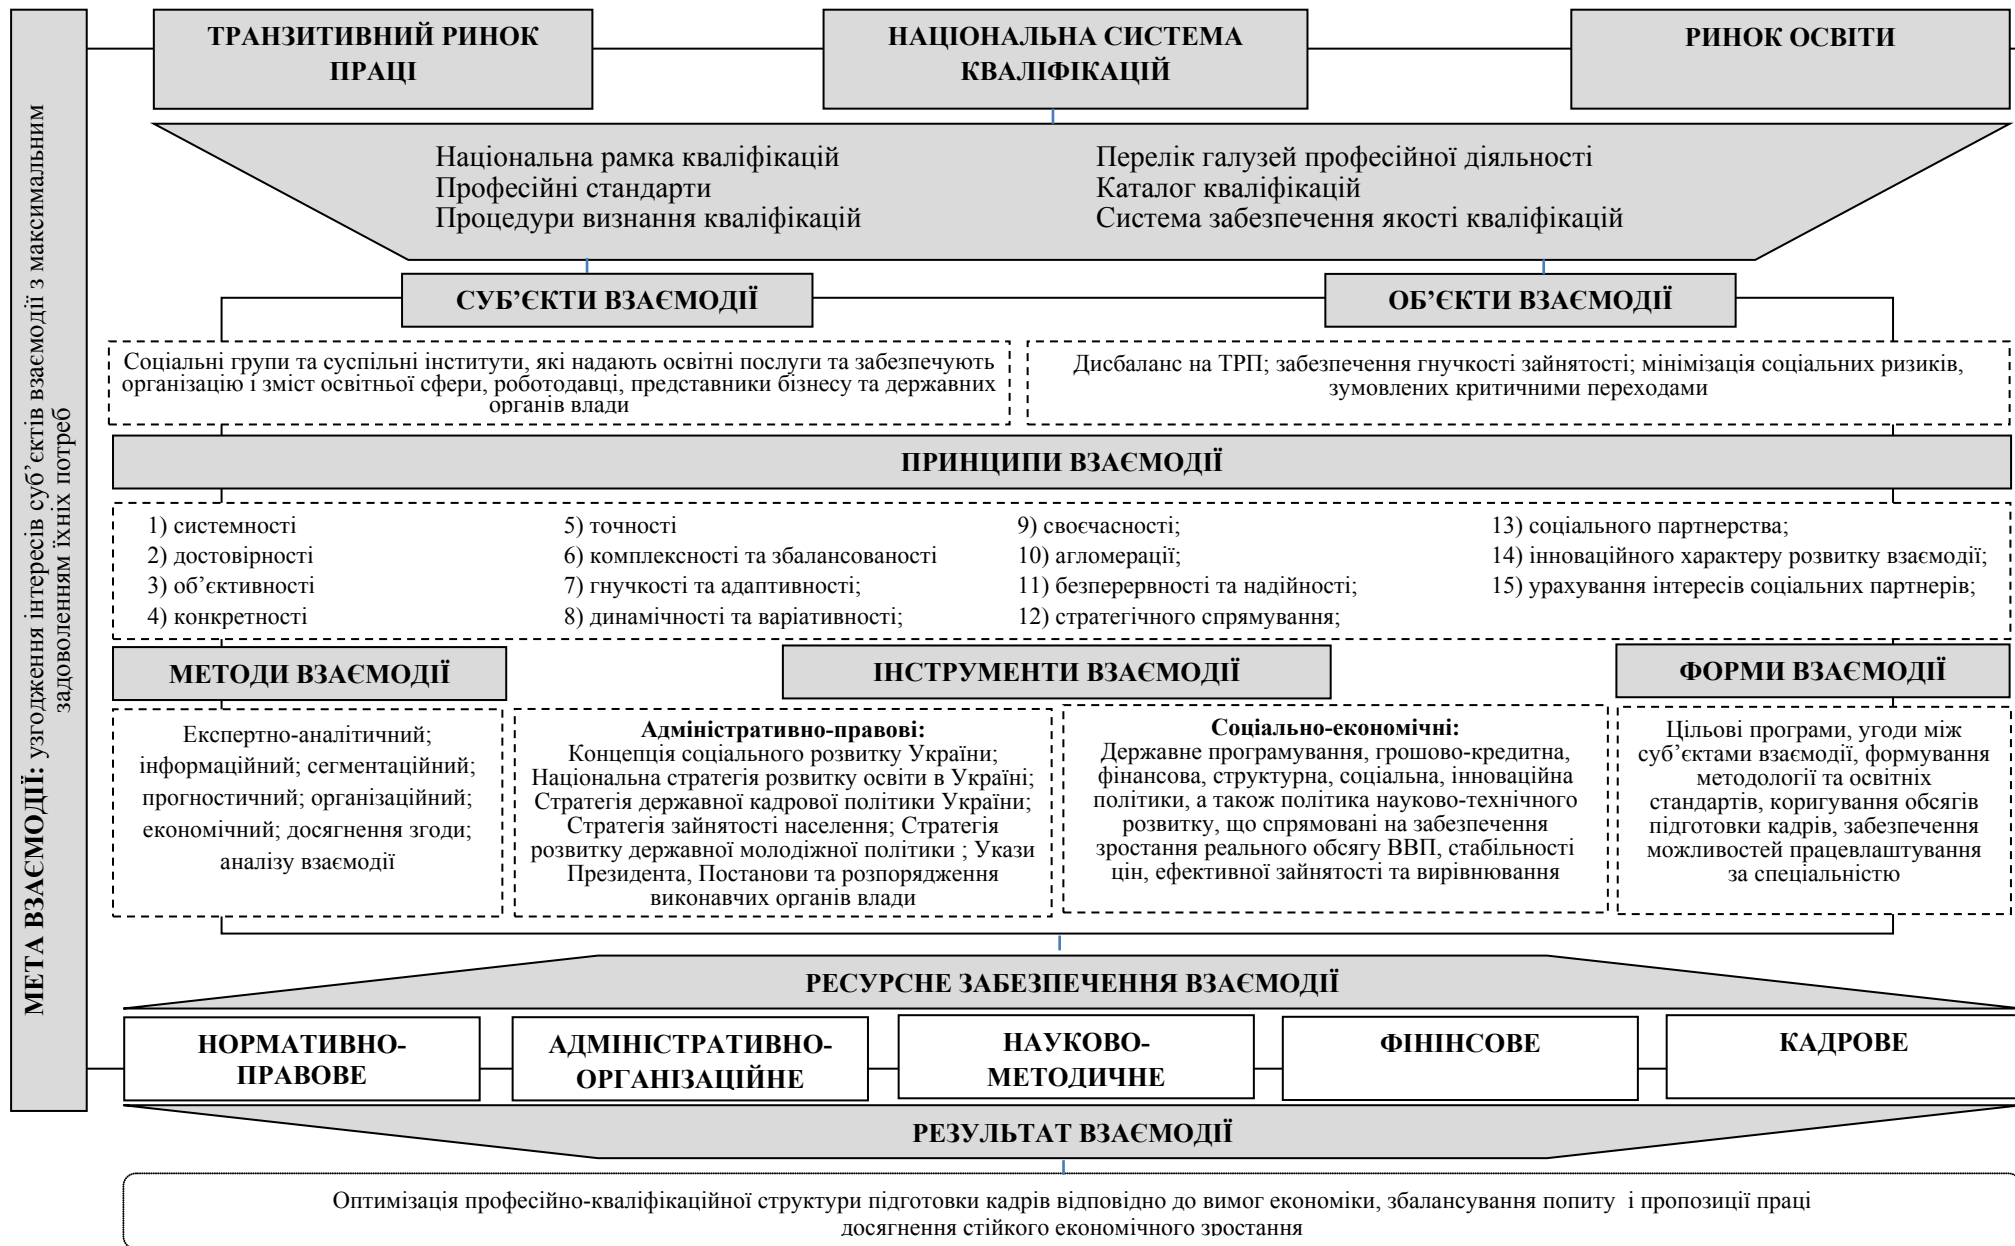 МЕТА ВЗАЄМОДІЇ: узгодження інтересів суб’єктів взаємодії з максимальним
задоволенням їхніх потреб
ТРАНЗИТИВНИЙ РИНОК
ПРАЦІ
НАЦІОНАЛЬНА СИСТЕМА
КВАЛІФІКАЦІЙ
РИНОК ОСВІТИ
Національна рамка кваліфікацій
Професійні стандарти
Процедури визнання кваліфікацій
Перелік галузей професійної діяльності
Каталог кваліфікацій
Система забезпечення якості кваліфікацій
СУБ’ЄКТИ ВЗАЄМОДІЇ
ОБ’ЄКТИ ВЗАЄМОДІЇ
Соціальні групи та суспільні інститути, які надають освітні послуги та забезпечують
організацію і зміст освітньої сфери, роботодавці, представники бізнесу та державних
органів влади
Дисбаланс на ТРП; забезпечення гнучкості зайнятості; мінімізація соціальних ризиків,
зумовлених критичними переходами
ПРИНЦИПИ ВЗАЄМОДІЇ
1) системності
2) достовірності
3) об’єктивності
4) конкретності
5) точності
6) комплексності та збалансованості
7) гнучкості та адаптивності;
8) динамічності та варіативності;
9) своєчасності;
10) агломерації;
11) безперервності та надійності;
12) стратегічного спрямування;
13) соціального партнерства;
14) інноваційного характеру розвитку взаємодії;
15) урахування інтересів соціальних партнерів;
МЕТОДИ ВЗАЄМОДІЇ
ІНСТРУМЕНТИ ВЗАЄМОДІЇ
ФОРМИ ВЗАЄМОДІЇ
Експертно-аналітичний;
інформаційний; сегментаційний;
прогностичний; організаційний;
економічний; досягнення згоди;
аналізу взаємодії
Адміністративно-правові:
Концепція соціального розвитку України;
Національна стратегія розвитку освіти в Україні;
Стратегія державної кадрової політики України;
Стратегія зайнятості населення; Стратегія
розвитку державної молодіжної політики ; Укази
Президента, Постанови та розпорядження
виконавчих органів влади
Соціально-економічні:
Державне програмування, грошово-кредитна,
фінансова, структурна, соціальна, інноваційна
політики, а також політика науково-технічного
розвитку, що спрямовані на забезпечення
зростання реального обсягу ВВП, стабільності
цін, ефективної зайнятості та вирівнювання
Цільові програми, угоди між
суб’єктами взаємодії, формування
методології та освітніх
стандартів, коригування обсягів
підготовки кадрів, забезпечення
можливостей працевлаштування
за спеціальністю
РЕСУРСНЕ ЗАБЕЗПЕЧЕННЯ ВЗАЄМОДІЇ
НОРМАТИВНО-
ПРАВОВЕ
АДМІНІСТРАТИВНО-
ОРГАНІЗАЦІЙНЕ
НАУКОВО-
МЕТОДИЧНЕ
ФІНІНСОВЕ
КАДРОВЕ
РЕЗУЛЬТАТ ВЗАЄМОДІЇ
Оптимізація професійно-кваліфікаційної структури підготовки кадрів відповідно до вимог економіки, збалансування попиту і пропозиції праці
досягнення стійкого економічного зростання